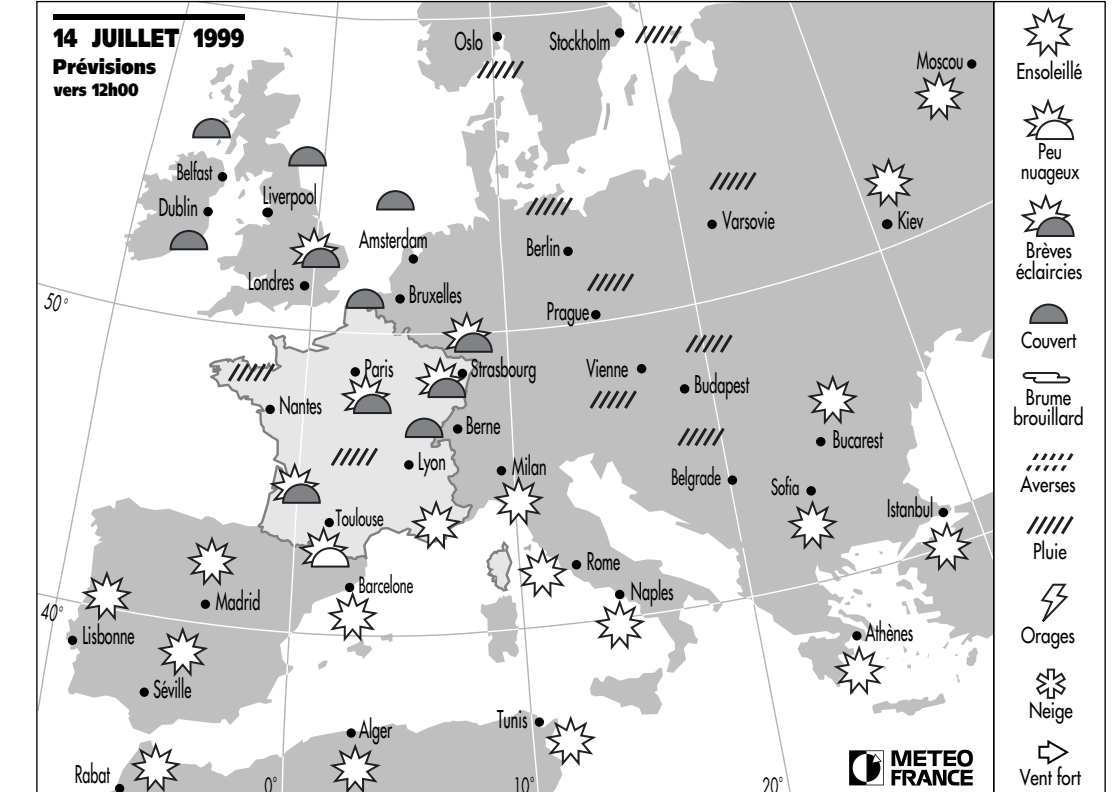 14 JUILLET 1999
Prévisions
vers 12h00
Oslo
Stockholm
Moscou
Belfast
Liverpool
Dublin
Amsterdam
Varsovie
Kiev
Berlin
Londres
Bruxelles
50°
Prague
Paris
Strasbourg
Vienne
Budapest
Nantes
Berne
Bucarest
Lyon
Milan
Belgrade
Sofia
Istanbul
Toulouse
Rome
Barcelone
Madrid
Naples
40°
Lisbonne
Athènes
Séville
Tunis
Alger
Rabat
0°
10°
20°
METEO
FRANCE
Ensoleillé
Peu
nuageux
Brèves
éclaircies
Couvert
Brume
brouillard
Averses
Pluie
Orages
Neige
Vent fort